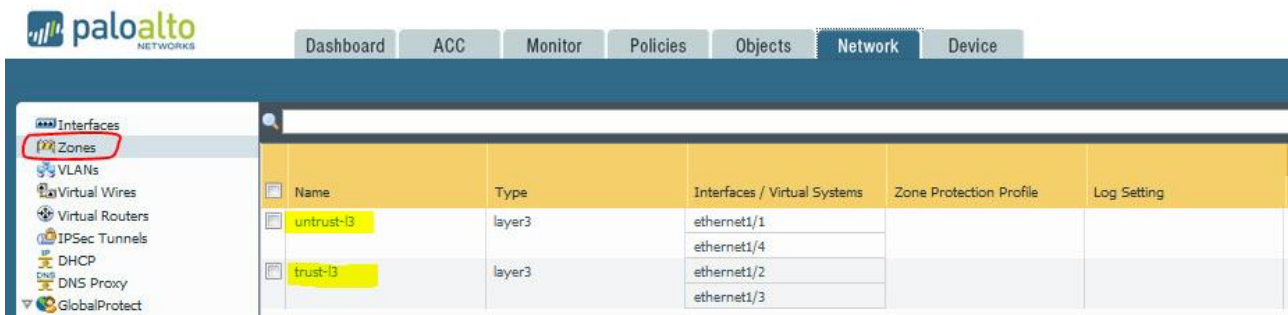 paloalto
NETWORKS
Dashboard ACC Monitor Policies Objects Network Device
Interfaces
Zones
VLANs
Virtual Wires
Virtual Routers
IPSec Tunnels
DHCP
DNS Proxy
GlobalProtect
Name Type Interfaces / Virtual Systems Zone Protection Profile Log Setting
untrust-l3 layer3 ethernet1/1
ethernet1/4
trust-l3 layer3 ethernet1/2
ethernet1/3